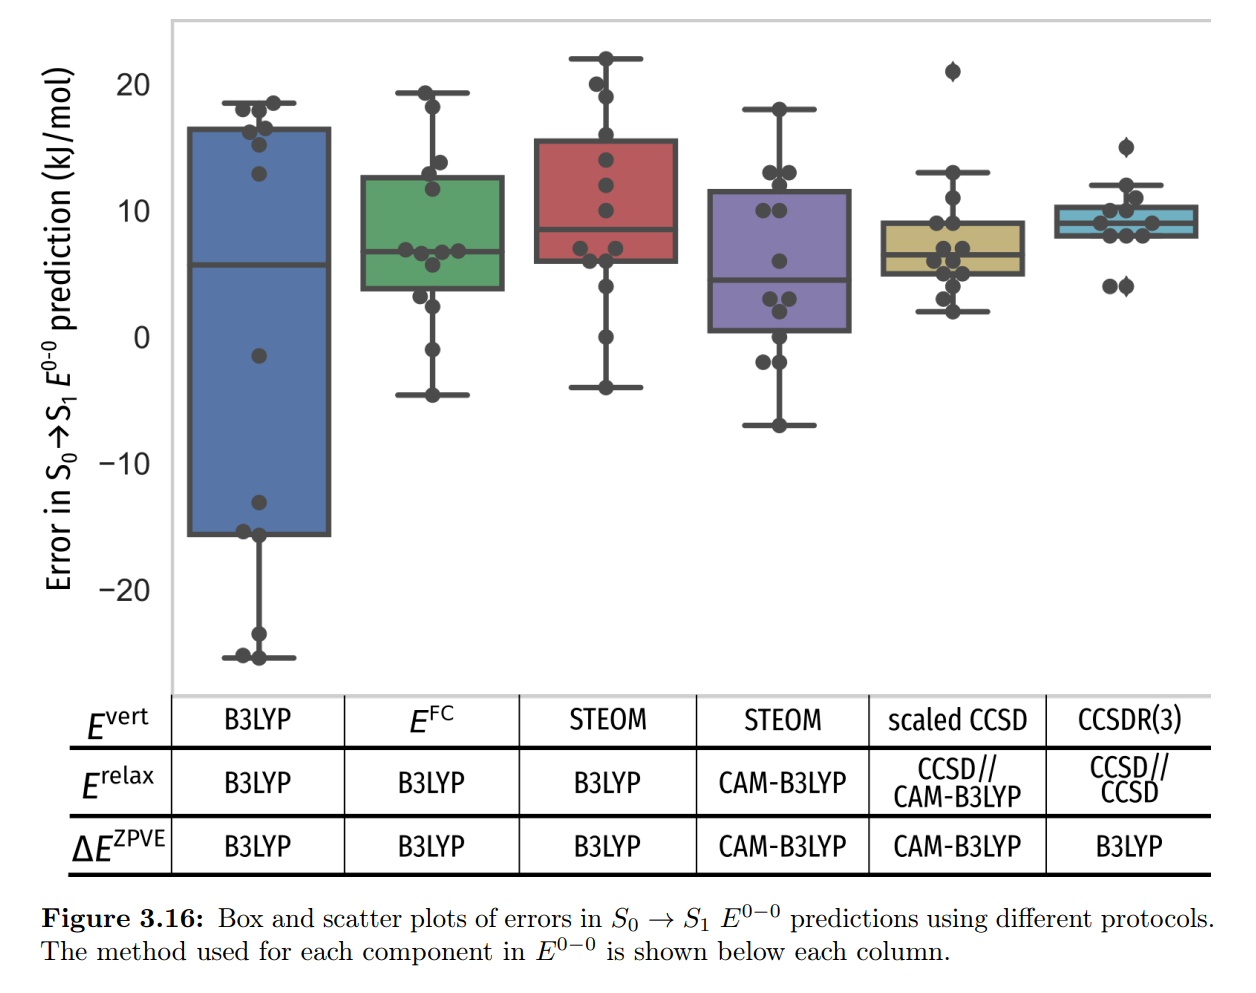 Error in S₀→S₁ E⁰⁻⁰ prediction (kJ/mol)
20
10
0
−10
−20
Eᵛᵉʳᵗ B3LYP Eᶠᶜ STEOM STEOM scaled CCSD CCSDR(3)
Eʳᵉˡᵃˣ B3LYP B3LYP B3LYP CAM-B3LYP CCSD// CAM-B3LYP CCSD// CCSD
ΔEᶻᴾⱽᴱ B3LYP B3LYP B3LYP CAM-B3LYP CAM-B3LYP B3LYP
Figure 3.16: Box and scatter plots of errors in S₀ → S₁ E⁰⁻⁰ predictions using different protocols.
The method used for each component in E⁰⁻⁰ is shown below each column.